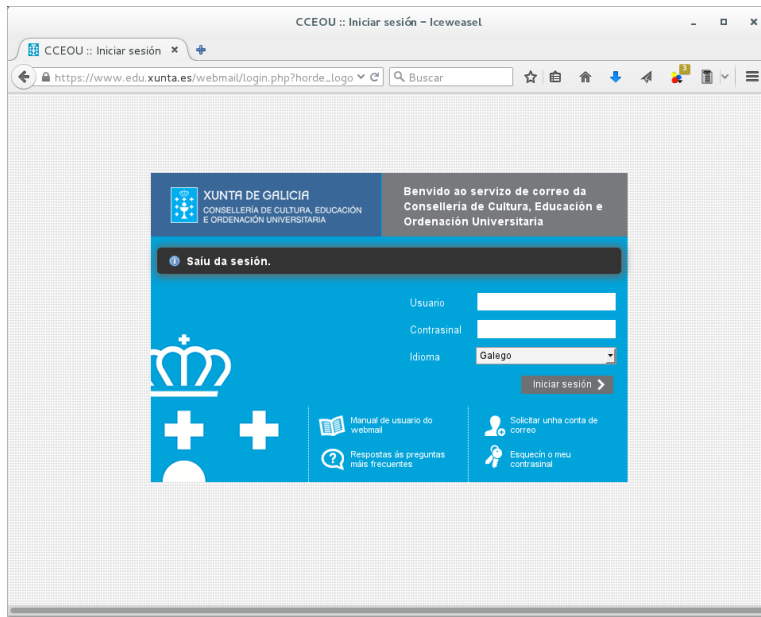 CCEOU :: Iniciar sesión – Iceweasel
CCEOU :: Iniciar sesión
https://www.edu.xunta.es/webmail/login.php?horde_logo
Buscar
3
XUNTA DE GALICIA
CONSELLERÍA DE CULTURA, EDUCACIÓN
E ORDENACIÓN UNIVERSITARIA
Benvido ao servizo de correo da
Consellería de Cultura, Educación e
Ordenación Universitaria
Saíu da sesión.
Usuario
Contrasinal
Idioma
Galego
Iniciar sesión
Manual de usuario do
webmail
Solicitar unha conta de
correo
Respostas ás preguntas
máis frecuentes
Esquecín o meu
contrasinal